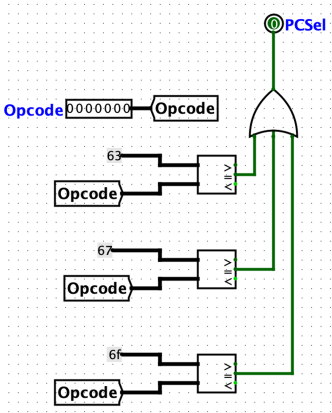 0 PCSel
Opcode 0000000 Opcode
63
>
=
<
Opcode
67
>
=
<
Opcode
6f
>
=
<
Opcode